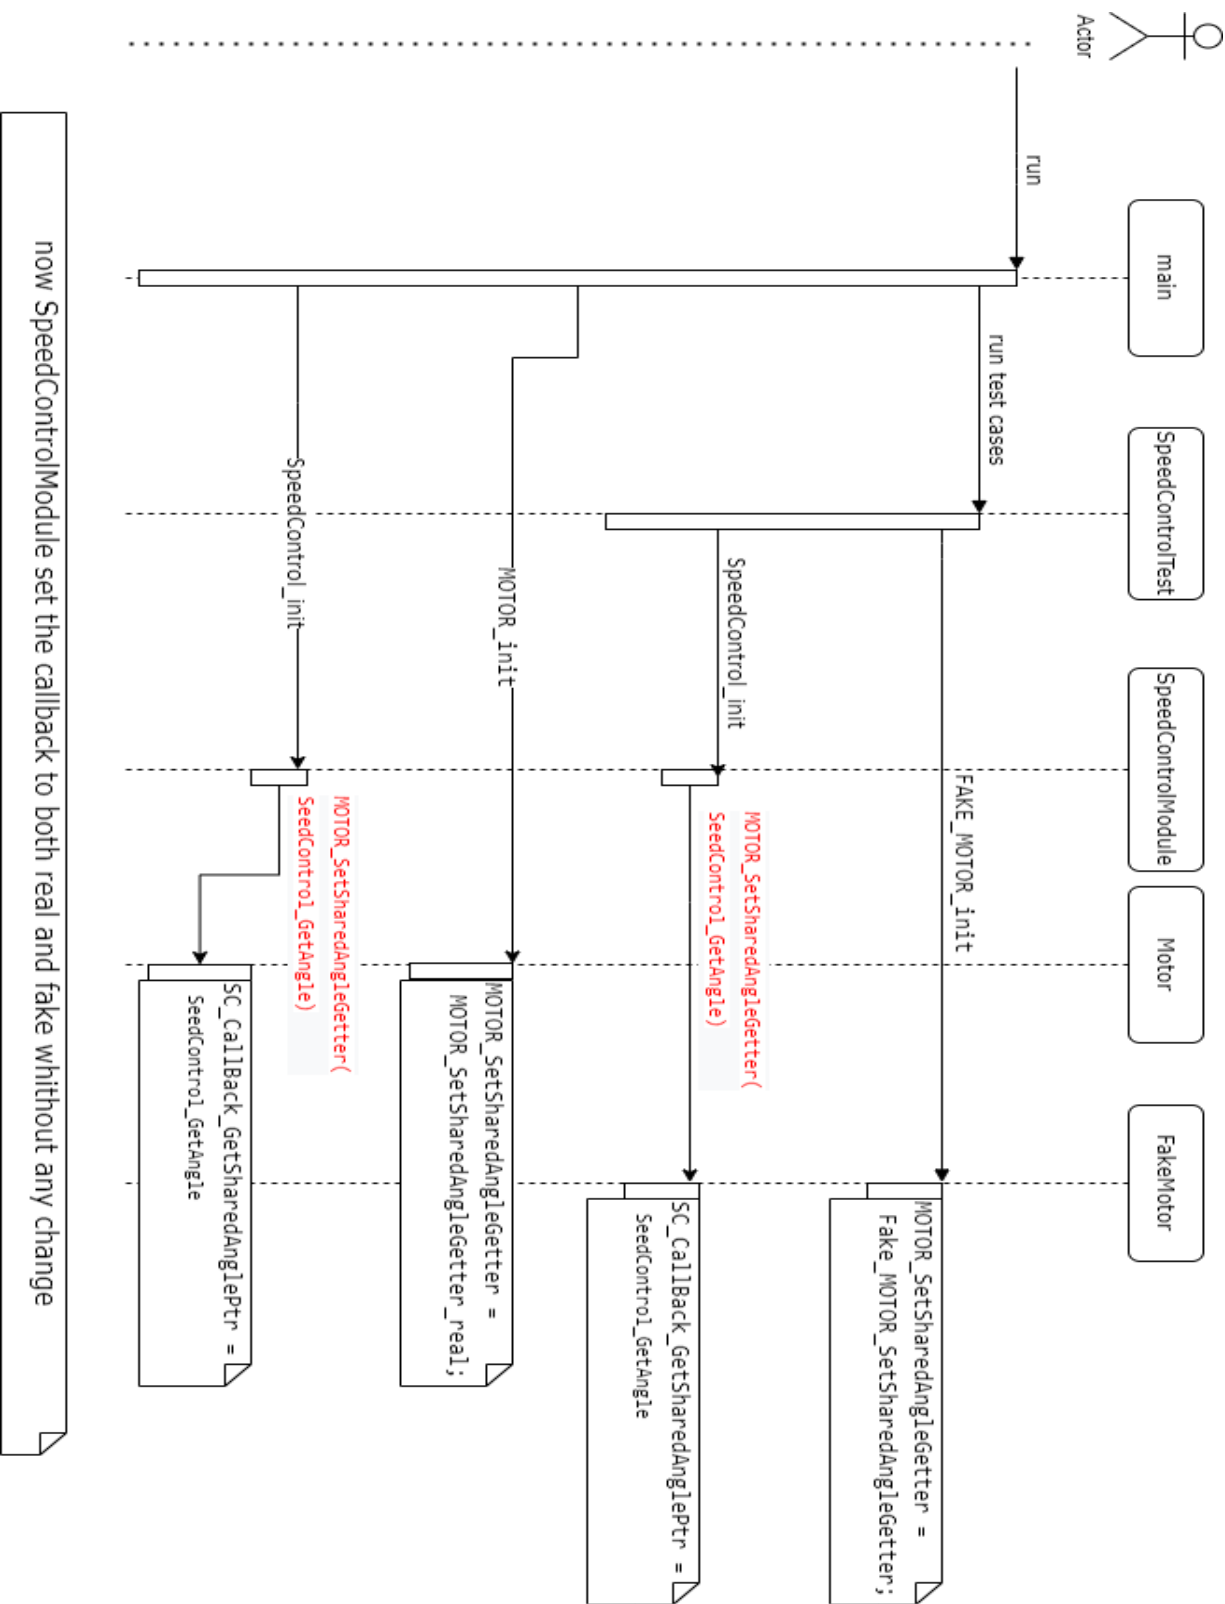 Actor
main
SpeedControlTest
SpeedControlModule
Motor
FakeMotor
run
run test cases
FAKE_MOTOR_init
MOTOR_SetSharedAngleGetter =
Fake_MOTOR_SetSharedAngleGetter;
SpeedControl_init
MOTOR_SetSharedAngleGetter(
SeedControl_GetAngle)
SC_CallBack_GetSharedAnglePtr =
SeedControl_GetAngle
MOTOR_init
MOTOR_SetSharedAngleGetter =
MOTOR_SetSharedAngleGetter_real;
SpeedControl_init
MOTOR_SetSharedAngleGetter(
SeedControl_GetAngle)
SC_CallBack_GetSharedAnglePtr =
SeedControl_GetAngle
now SpeedControlModule set the callback to both real and fake whithout any change